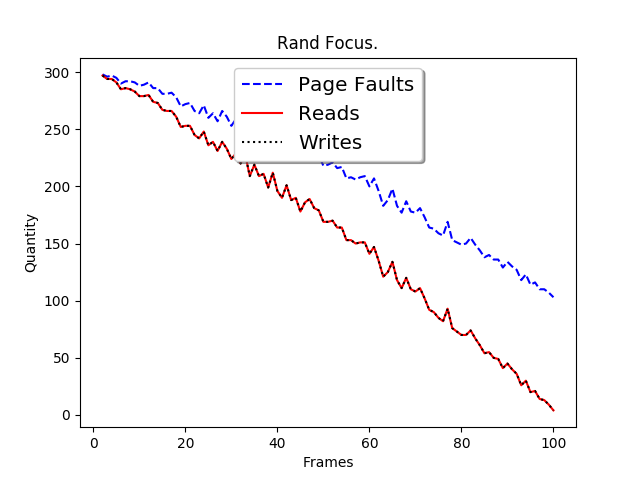 Rand Focus.
Page Faults
Reads
Writes
300
250
200
150
100
50
0
Quantity
0 20 40 60 80 100
Frames